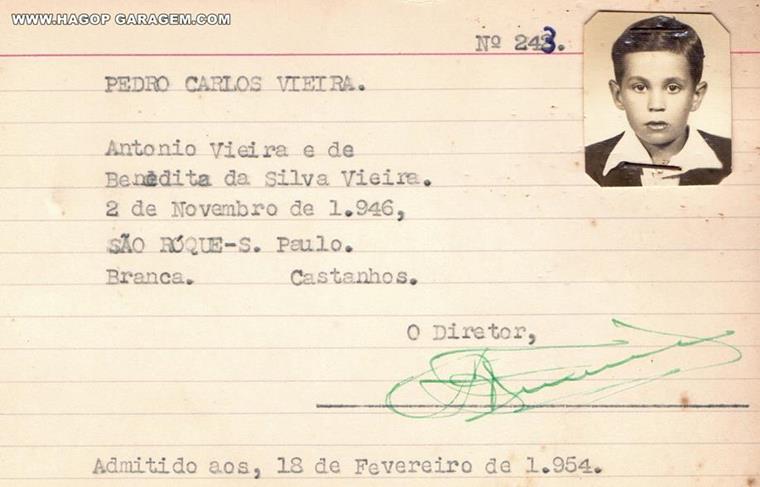 WWW.HAGOP GARAGEM.COM
Nº 243.
PEDRO CARLOS VIEIRA.
Antonio Vieira e de
Benedita da Silva Vieira.
2 de Novembro de 1.946,
SÃO RÓQUE-S. Paulo.
Branca. Castanhos.
O Diretor,
Admitido aos, 18 de Fevereiro de 1.954.